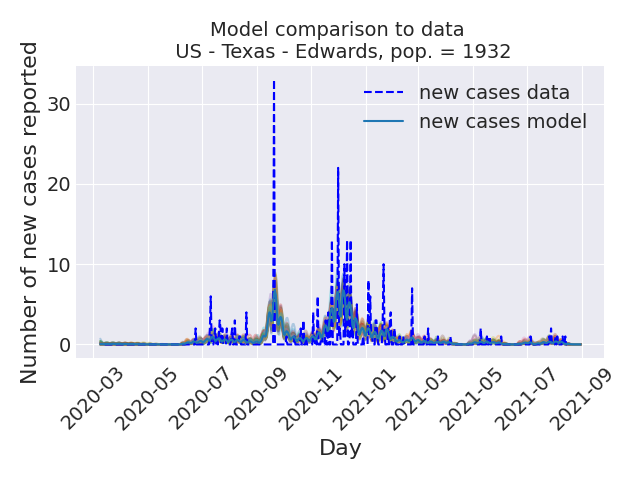 Model comparison to data
US - Texas - Edwards, pop. = 1932
Number of new cases reported
30
20
10
0
new cases data
new cases model
2020-03
2020-05
2020-07
2020-09
2020-11
2021-01
2021-03
2021-05
2021-07
2021-09
Day